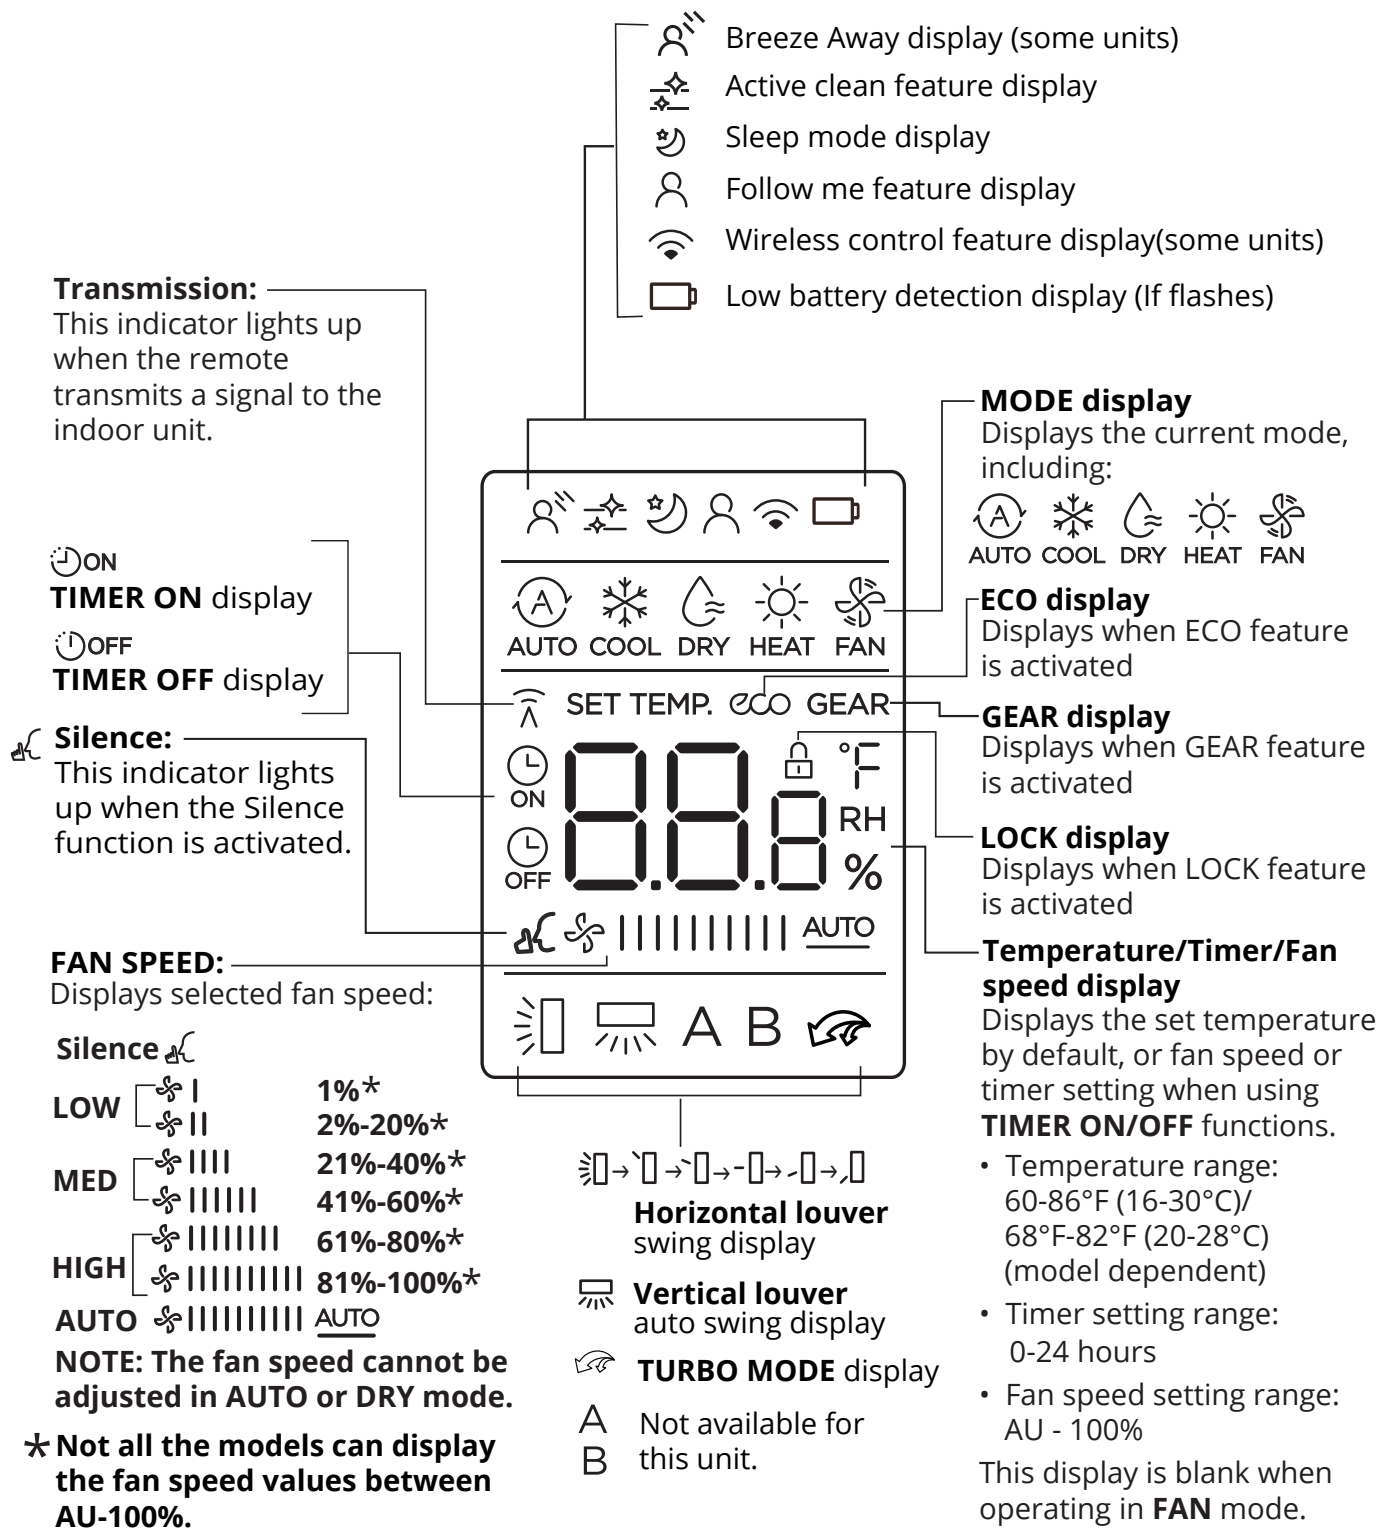 Breeze Away display (some units)
Active clean feature display
Sleep mode display
Follow me feature display
Wireless control feature display(some units)
Low battery detection display (If flashes)
Transmission:
This indicator lights up
when the remote
transmits a signal to the
indoor unit.
ON
TIMER ON display
OFF
TIMER OFF display
Silence:
This indicator lights
up when the Silence
function is activated.
FAN SPEED:
Displays selected fan speed:
Silence
LOW
1%*
2%-20%*
MED
21%-40%*
41%-60%*
HIGH
61%-80%*
81%-100%*
AUTO AUTO
NOTE: The fan speed cannot be
adjusted in AUTO or DRY mode.
* Not all the models can display
the fan speed values between
AU-100%.
A
AUTO COOL DRY HEAT FAN
SET TEMP. eco GEAR
ON
OFF
88.8.
°F
RH
%
AUTO
A B
Horizontal louver
swing display
Vertical louver
auto swing display
TURBO MODE display
A Not available for
B this unit.
MODE display
Displays the current mode,
including:
A
AUTO COOL DRY HEAT FAN
ECO display
Displays when ECO feature
is activated
GEAR display
Displays when GEAR feature
is activated
LOCK display
Displays when LOCK feature
is activated
Temperature/Timer/Fan
speed display
Displays the set temperature
by default, or fan speed or
timer setting when using
TIMER ON/OFF functions.
• Temperature range:
60-86°F (16-30°C)/
68°F-82°F (20-28°C)
(model dependent)
• Timer setting range:
0-24 hours
• Fan speed setting range:
AU - 100%
This display is blank when
operating in FAN mode.